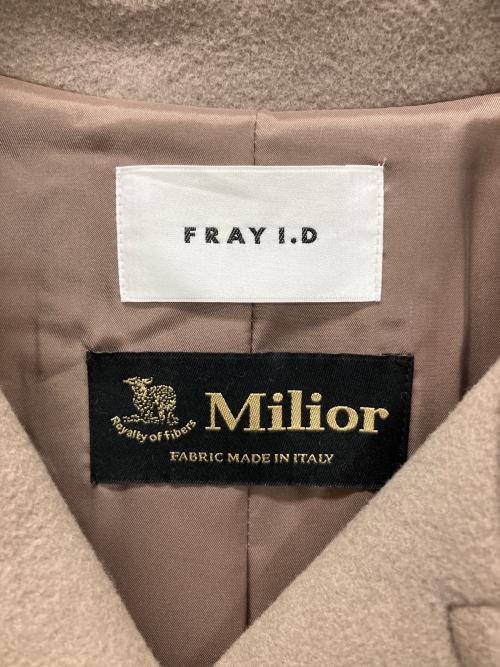 FRAY I.D
Milior
Royalty of fibers
FABRIC MADE IN ITALY